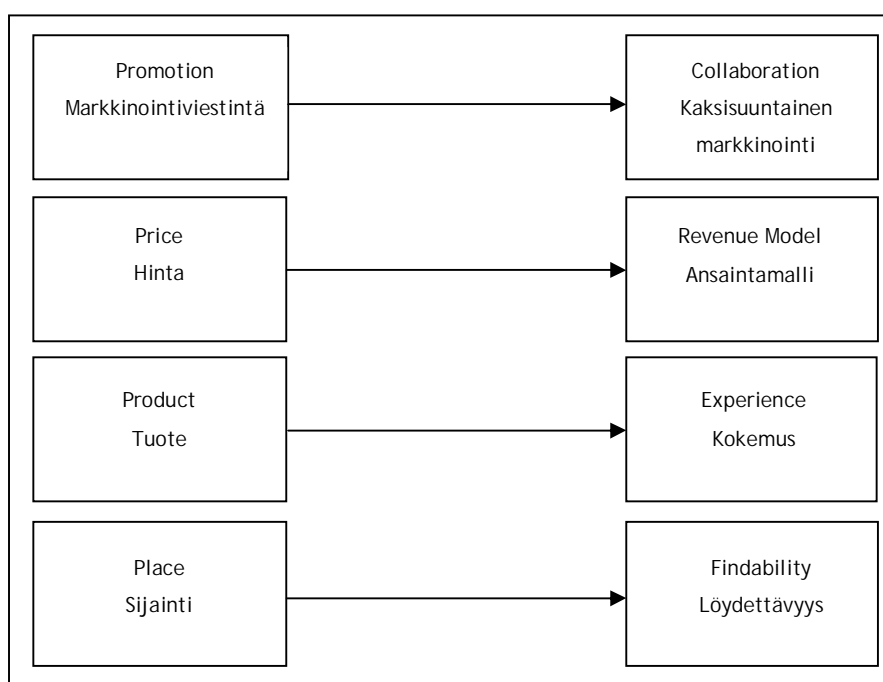 Promotion
Markkinointiviestintä
Collaboration
Kaksisuuntainen
markkinointi
Price
Hinta
Revenue Model
Ansaintamalli
Product
Tuote
Experience
Kokemus
Place
Sijainti
Findability
Löydettävyys